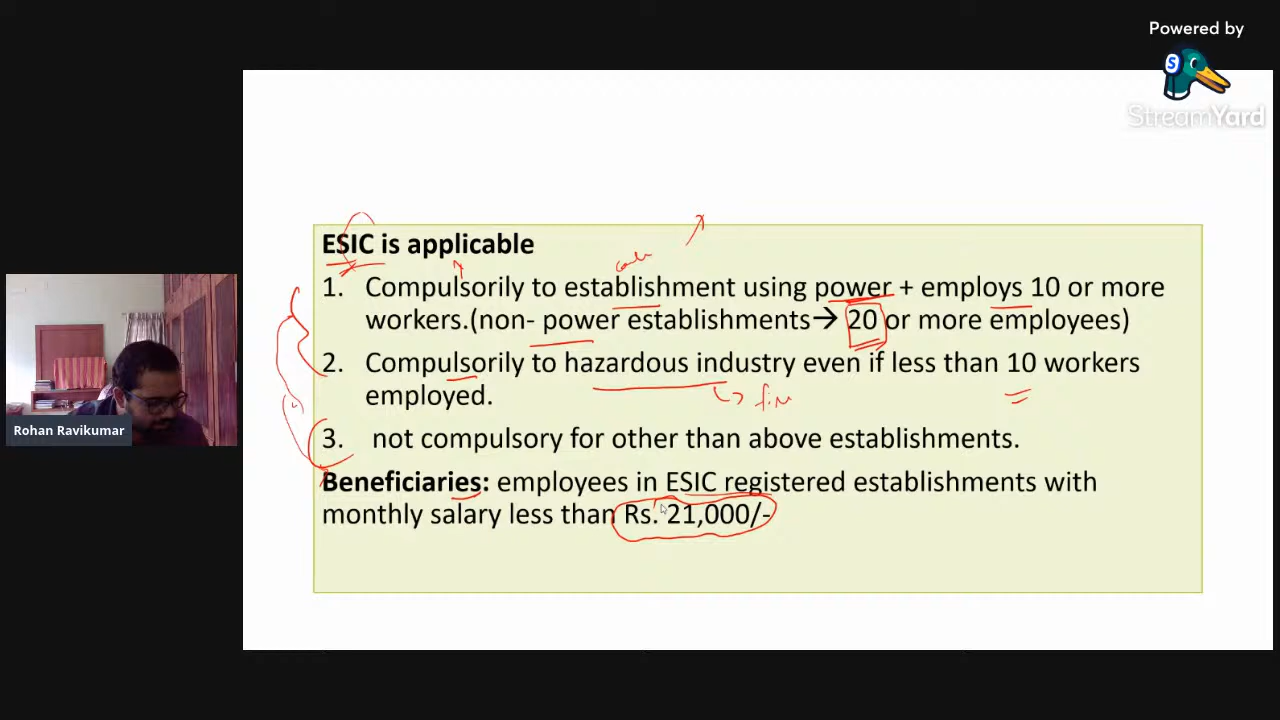 Powered by
S
StreamYard
ESIC is applicable
1. Compulsorily to establishment using power + employs 10 or more
workers.(non- power establishments→ 20 or more employees)
2. Compulsorily to hazardous industry even if less than 10 workers
employed.
3. not compulsory for other than above establishments.
Beneficiaries: employees in ESIC registered establishments with
monthly salary less than Rs. 21,000/-
Rohan Ravikumar